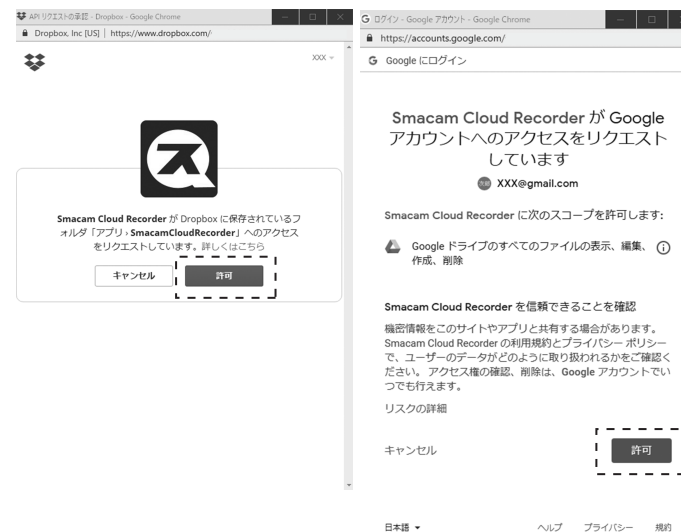 API リクエストの承認 - Dropbox - Google Chrome
Dropbox, Inc [US] | https://www.dropbox.com/
XXX
ス
Smacam Cloud Recorder が Dropbox に保存されているフ
ォルダ「アプリ › SmacamCloudRecorder」へのアクセス
をリクエストしています。詳しくはこちら
キャンセル
許可
G ログイン - Google アカウント - Google Chrome
https://accounts.google.com/
G Google にログイン
Smacam Cloud Recorder が Google
アカウントへのアクセスをリクエスト
しています
XXX@gmail.com
Smacam Cloud Recorder に次のスコープを許可します:
Google ドライブのすべてのファイルの表示、編集、
作成、削除
Smacam Cloud Recorder を信頼できることを確認
機密情報をこのサイトやアプリと共有する場合があります。
Smacam Cloud Recorder の利用規約とプライバシー ポリシー
で、ユーザーのデータがどのように取り扱われるかをご確認く
ださい。 アクセス権の確認、削除は、Google アカウントでい
つでも行えます。
リスクの詳細
キャンセル
許可
日本語
ヘルプ
プライバシー
規約